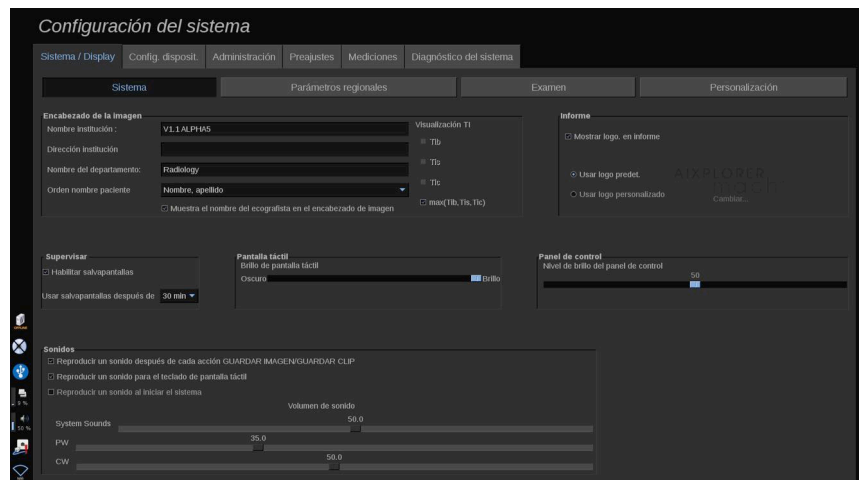 Configuración del sistema
Sistema / Display Config. disposit. Administración Preajustes Mediciones Diagnóstico del sistema
Sistema Parámetros regionales Examen Personalización
Encabezado de la imagen
Nombre Institución : V1.1 ALPHA5
Dirección Institución
Nombre del departamento: Radiology
Orden nombre paciente Nombre, apellido
Muestra el nombre del ecografista en el encabezado de imagen
Visualización TI
TIb
TIs
TIc
max(TIb,TIs,TIc)
Informe
Mostrar logo. en informe
Usar logo predet.
AIXPLORER
Usar logo personalizado
Cambiar...
Supervisar
Habilitar salvapantallas
Usar salvapantallas después de 30 min
Pantalla táctil
Brillo de pantalla táctil
Oscuro Brillo
Panel de control
Nivel de brillo del panel de control
50
Sonidos
Reproducir un sonido después de cada acción GUARDAR IMAGEN/GUARDAR CLIP
Reproducir un sonido para el teclado de pantalla táctil
Reproducir un sonido al iniciar el sistema
Volumen de sonido
50.0
System Sounds
35.0
PW
50.0
CW
9 %
50 %